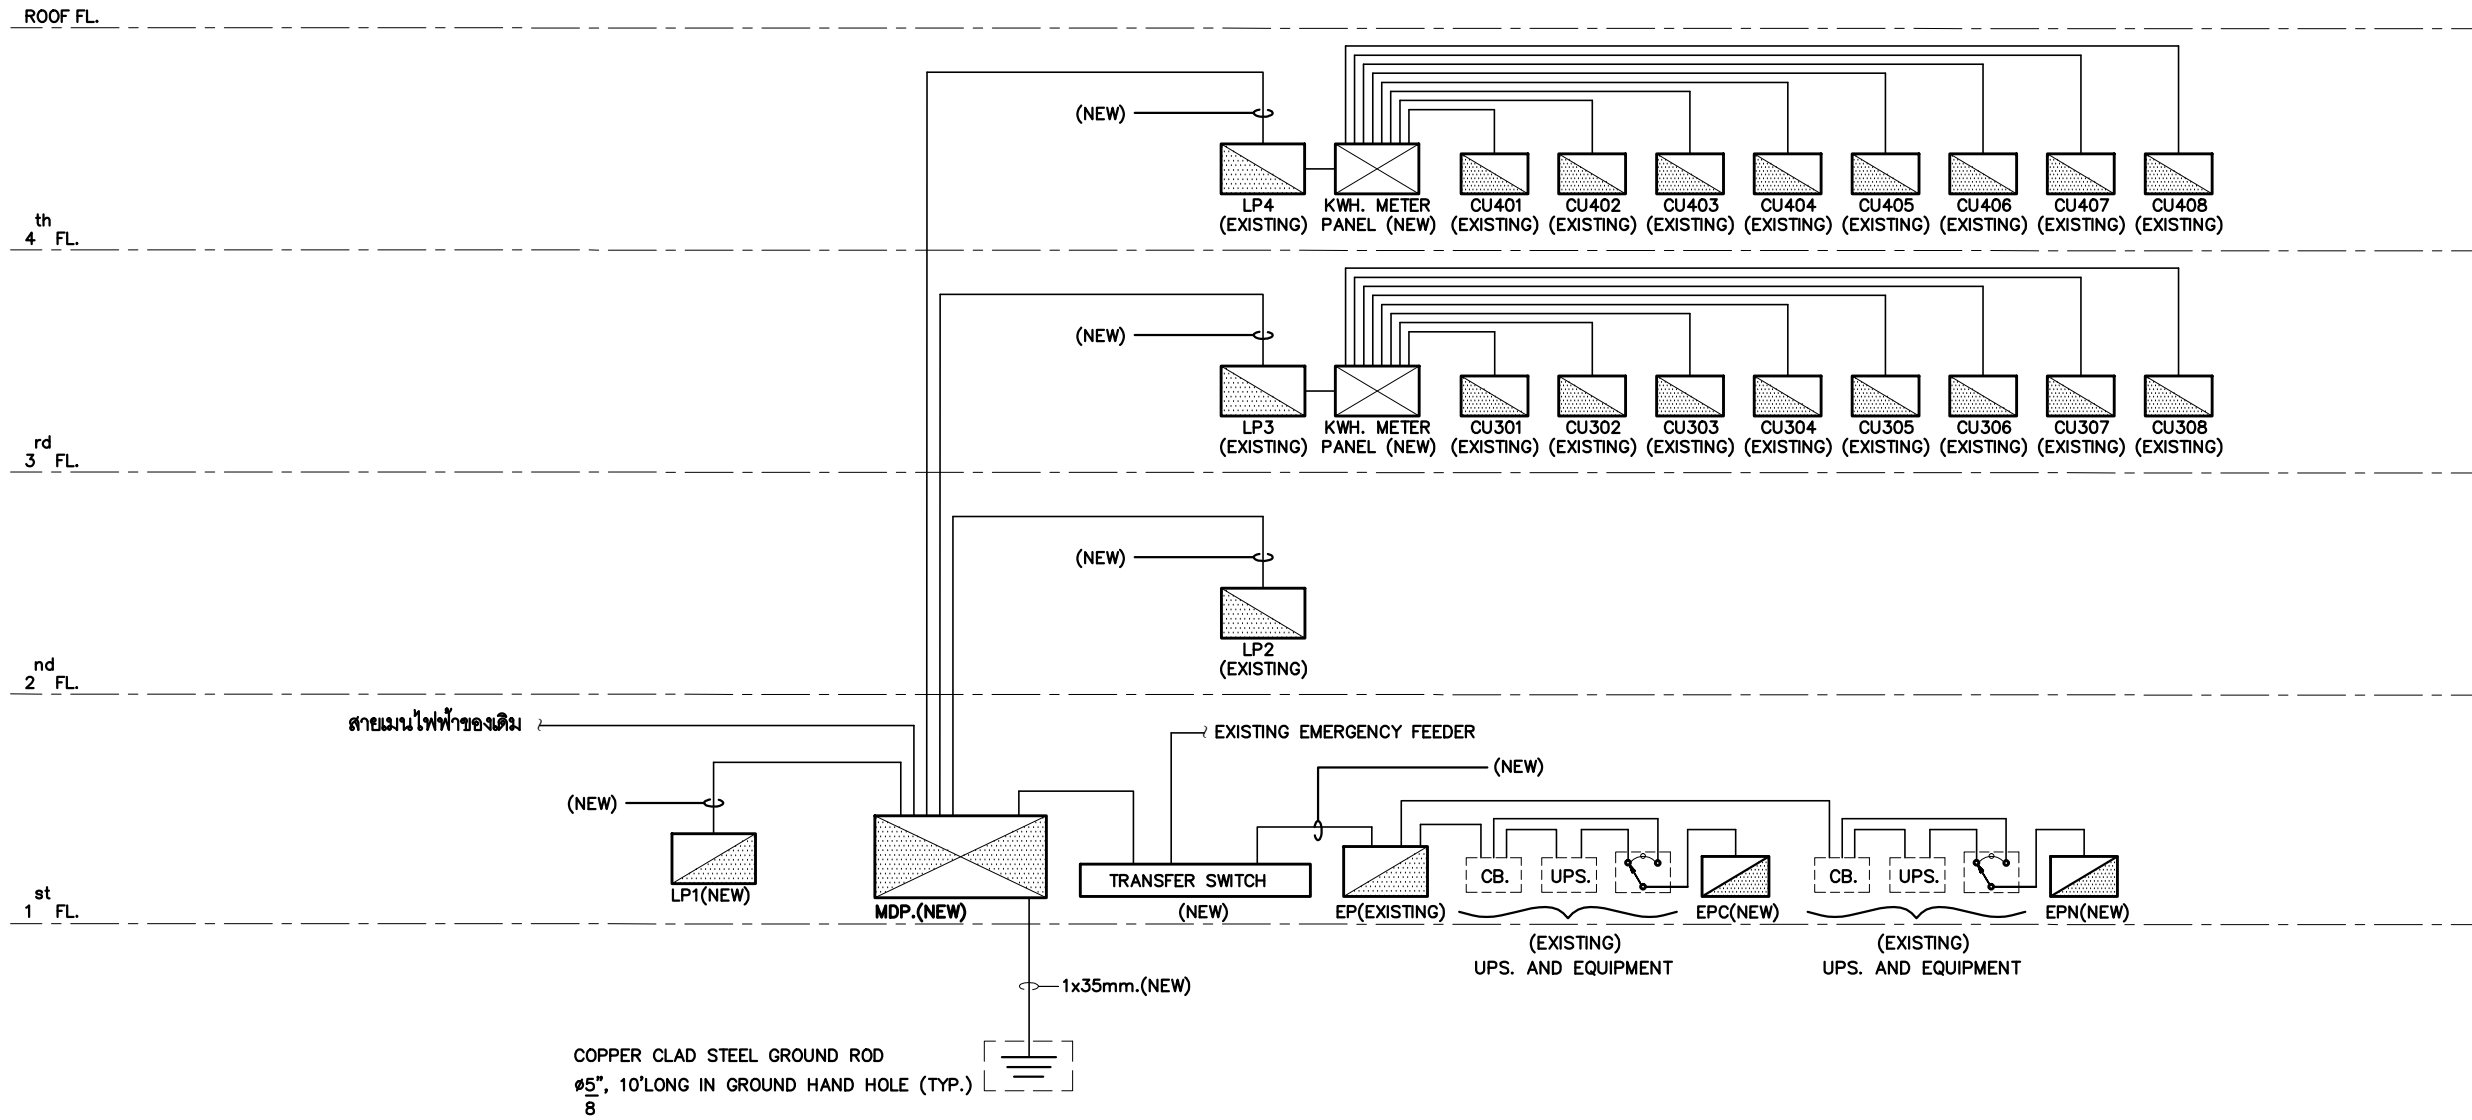 ROOF FL.
(NEW)
LP4
(EXISTING)
KWH. METER
PANEL (NEW)
CU401
(EXISTING)
CU402
(EXISTING)
CU403
(EXISTING)
CU404
(EXISTING)
CU405
(EXISTING)
CU406
(EXISTING)
CU407
(EXISTING)
CU408
(EXISTING)
4th FL.
(NEW)
LP3
(EXISTING)
KWH. METER
PANEL (NEW)
CU301
(EXISTING)
CU302
(EXISTING)
CU303
(EXISTING)
CU304
(EXISTING)
CU305
(EXISTING)
CU306
(EXISTING)
CU307
(EXISTING)
CU308
(EXISTING)
3rd FL.
(NEW)
LP2
(EXISTING)
2nd FL.
สายเมนไฟฟ้าของเดิม
EXISTING EMERGENCY FEEDER
(NEW)
(NEW)
LP1(NEW)
MDP.(NEW)
TRANSFER SWITCH
(NEW)
EP(EXISTING)
CB.
UPS.
EPC(NEW)
CB.
UPS.
EPN(NEW)
1st FL.
(EXISTING)
UPS. AND EQUIPMENT
(EXISTING)
UPS. AND EQUIPMENT
1x35mm.(NEW)
COPPER CLAD STEEL GROUND ROD
ø5/8", 10'LONG IN GROUND HAND HOLE (TYP.)